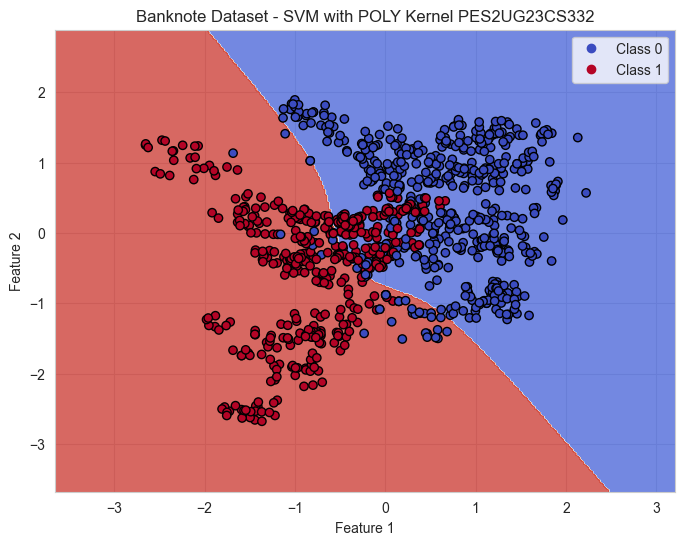 Banknote Dataset - SVM with POLY Kernel PES2UG23CS332
Class 0
Class 1
Feature 2
2
1
0
−1
−2
−3
−3
−2
−1
0
1
2
3
Feature 1